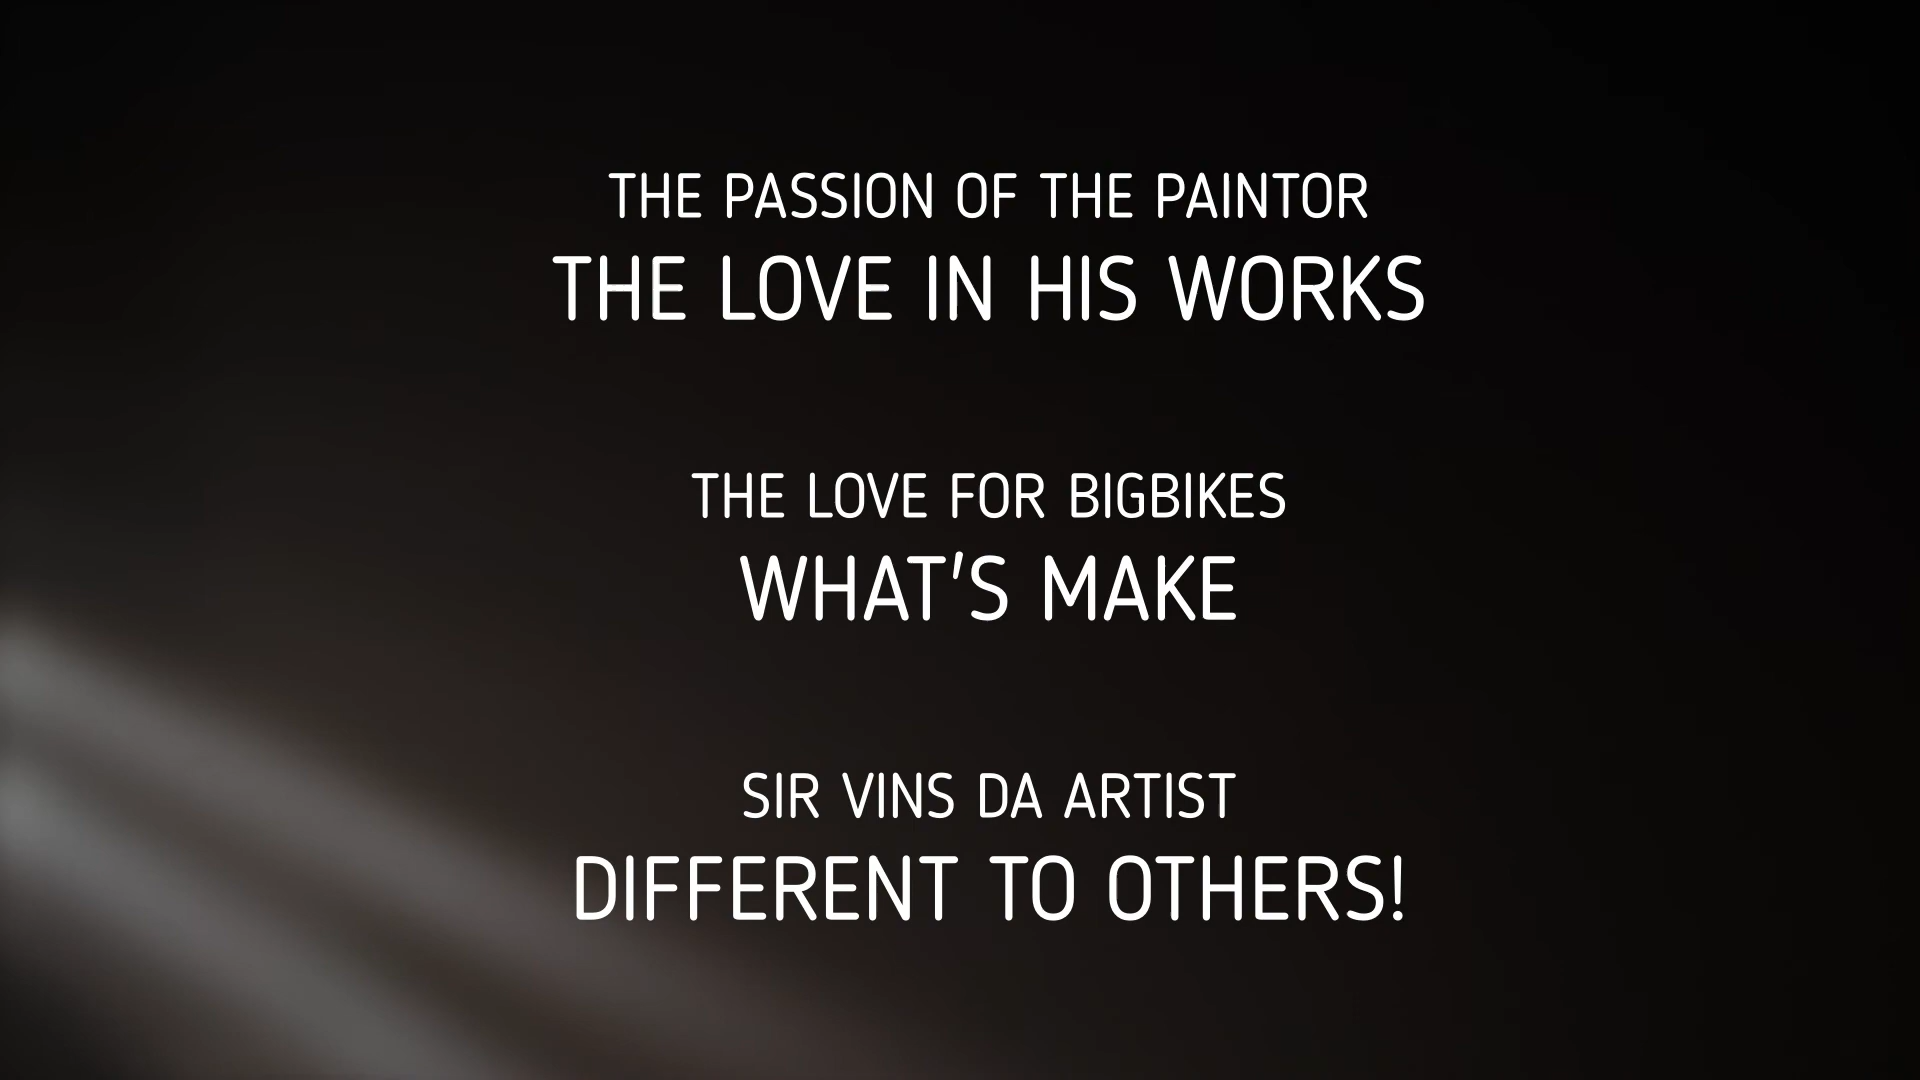 THE PASSION OF THE PAINTOR
THE LOVE IN HIS WORKS
THE LOVE FOR BIGBIKES
WHAT'S MAKE
SIR VINS DA ARTIST
DIFFERENT TO OTHERS!